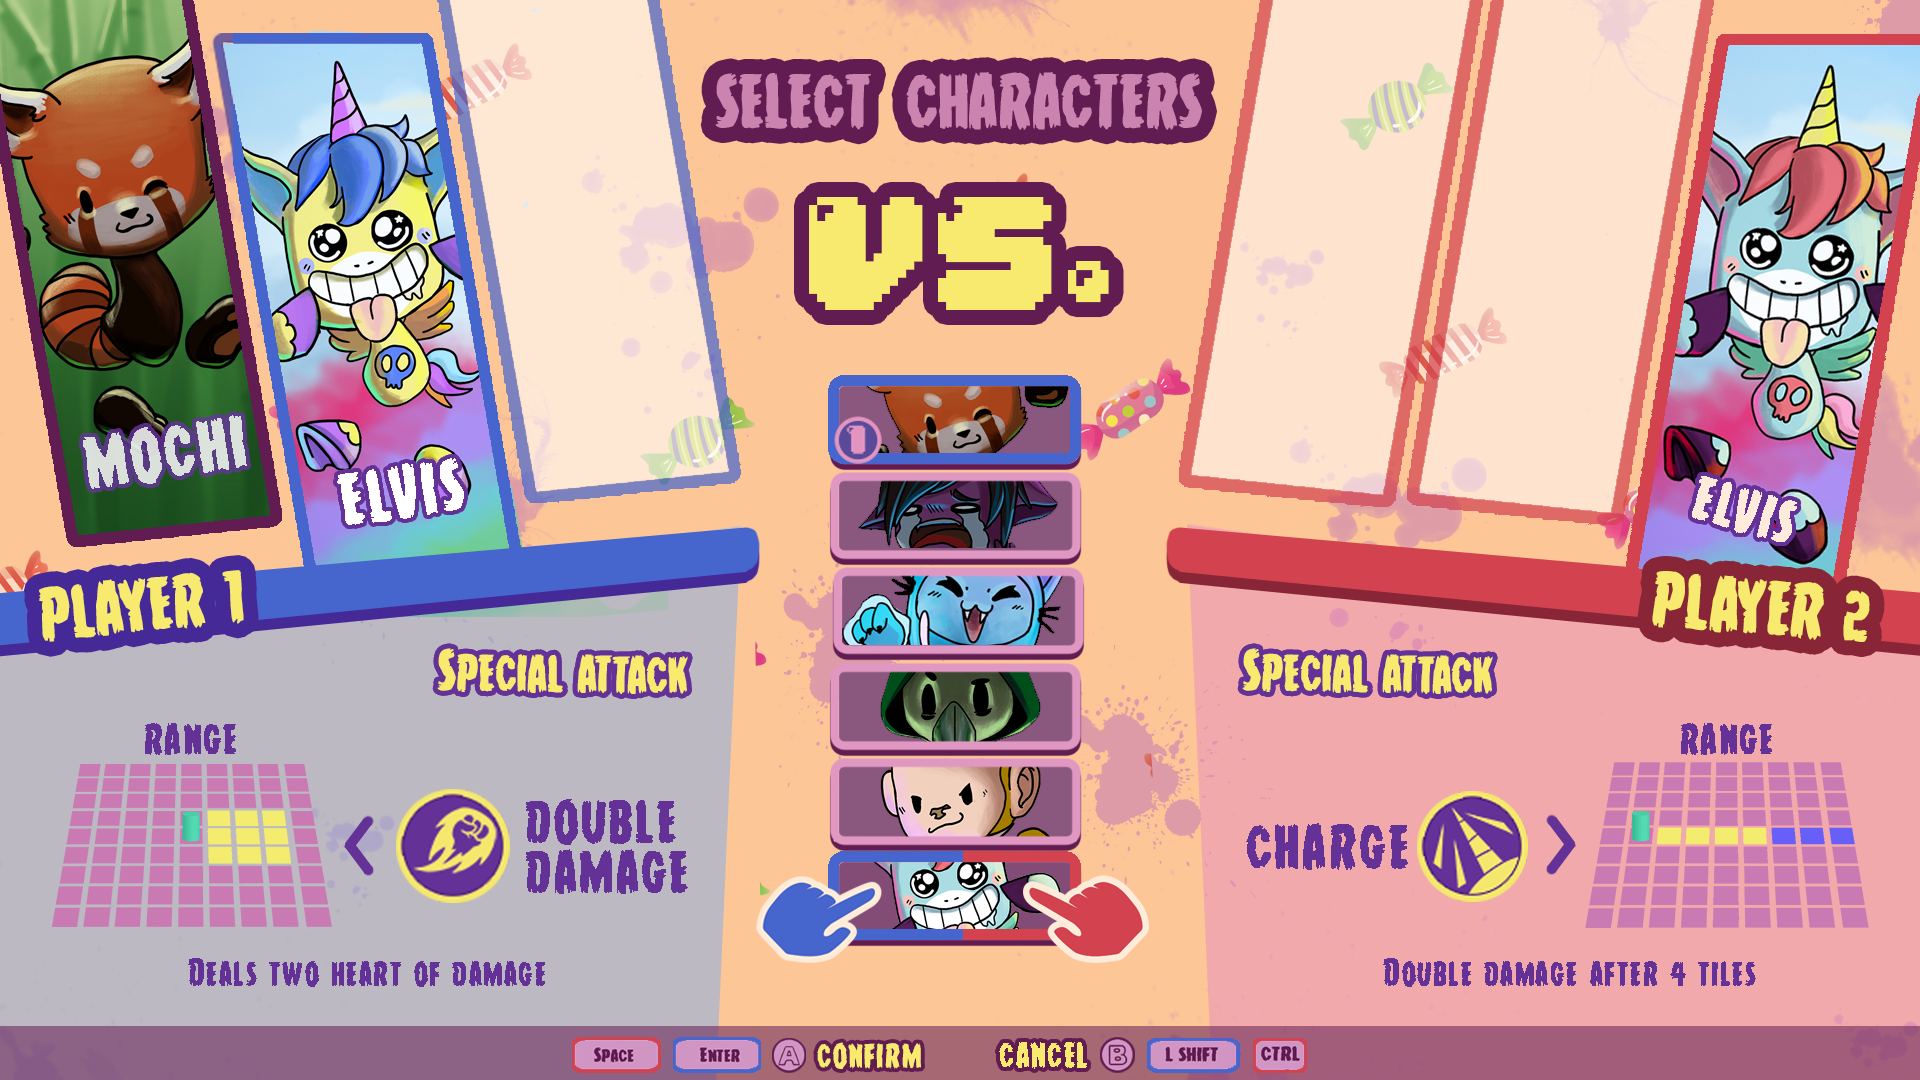 SELECT CHARACTERS
VS.
MOCHI
ELVIS
ELVIS
1
PLAYER 1
PLAYER 2
SPECIAL ATTACK
SPECIAL ATTACK
RANGE
RANGE
DOUBLE
DAMAGE
CHARGE
DEALS TWO HEART OF DAMAGE
DOUBLE DAMAGE AFTER 4 TILES
SPACE ENTER A CONFIRM CANCEL B L SHIFT CTRL